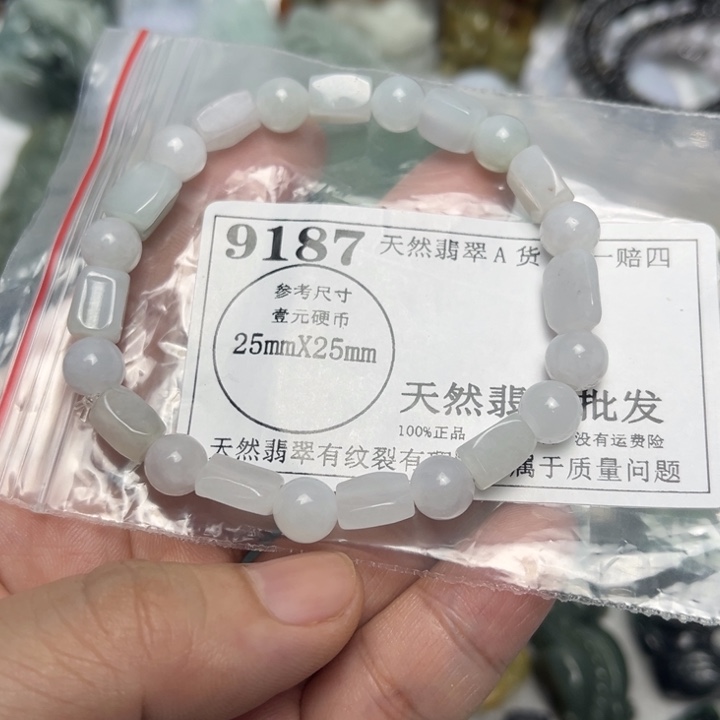 9187 天然翡翠 A 货 一赔四
参考尺寸
壹元硬币
25mmX25mm
天然翡 批发
100%正品 没有运费险
天然翡翠有纹裂有 属于质量问题